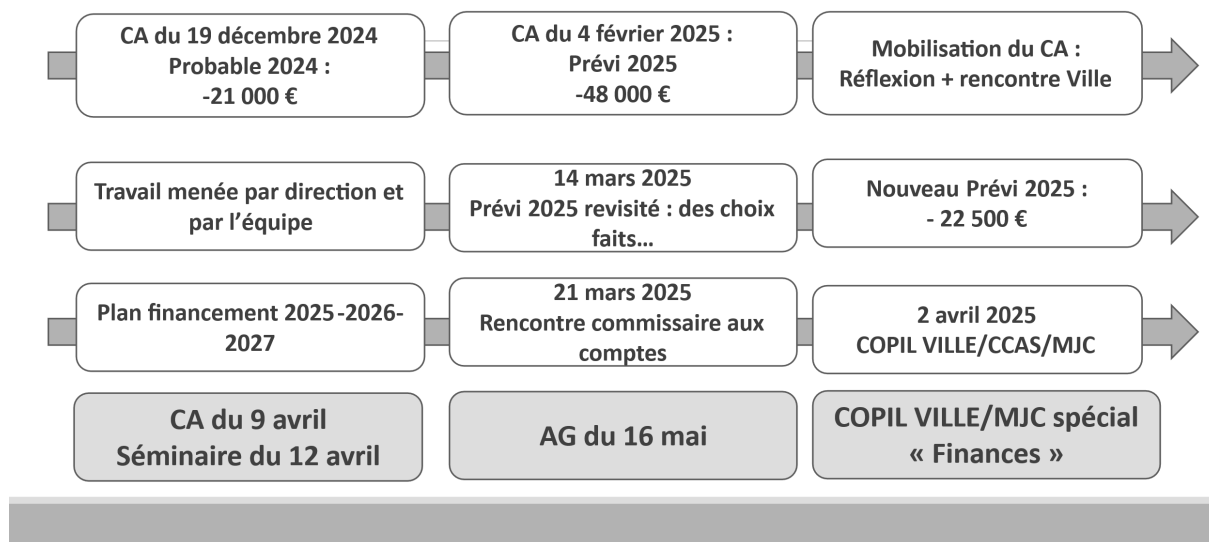 CA du 19 décembre 2024
Probable 2024 :
-21 000 €
CA du 4 février 2025 :
Prévi 2025
-48 000 €
Mobilisation du CA :
Réflexion + rencontre Ville
Travail menée par direction et
par l’équipe
14 mars 2025
Prévi 2025 revisité : des choix
faits…
Nouveau Prévi 2025 :
- 22 500 €
Plan financement 2025-2026-
2027
21 mars 2025
Rencontre commissaire aux
comptes
2 avril 2025
COPIL VILLE/CCAS/MJC
CA du 9 avril
Séminaire du 12 avril
AG du 16 mai
COPIL VILLE/MJC spécial
« Finances »